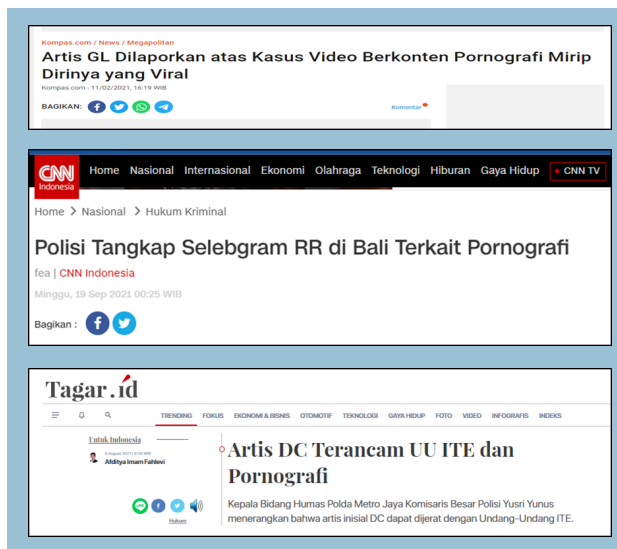 Kompas.com / News / Megapolitan
Artis GL Dilaporkan atas Kasus Video Berkonten Pornografi Mirip
Dirinya yang Viral
Kompas.com - 11/02/2021, 16:19 WIB
BAGIKAN:
Komentar
CNN
Indonesia
Home Nasional Internasional Ekonomi Olahraga Teknologi Hiburan Gaya Hidup • CNN TV
Home > Nasional > Hukum Kriminal
Polisi Tangkap Selebgram RR di Bali Terkait Pornografi
fea | CNN Indonesia
Minggu, 19 Sep 2021 00:25 WIB
Bagikan :
Tagar.id
TRENDING FOKUS EKONOMI & BISNIS OTOMOTIF TEKNOLOGI GAYA HIDUP FOTO VIDEO INFOGRAFIS INDEKS
Untuk Indonesia
Afditya Imam Fahlevi
Artis DC Terancam UU ITE dan
Pornografi
Kepala Bidang Humas Polda Metro Jaya Komisaris Besar Polisi Yusri Yunus
menerangkan bahwa artis inisial DC dapat dijerat dengan Undang-Undang ITE.
Hukum